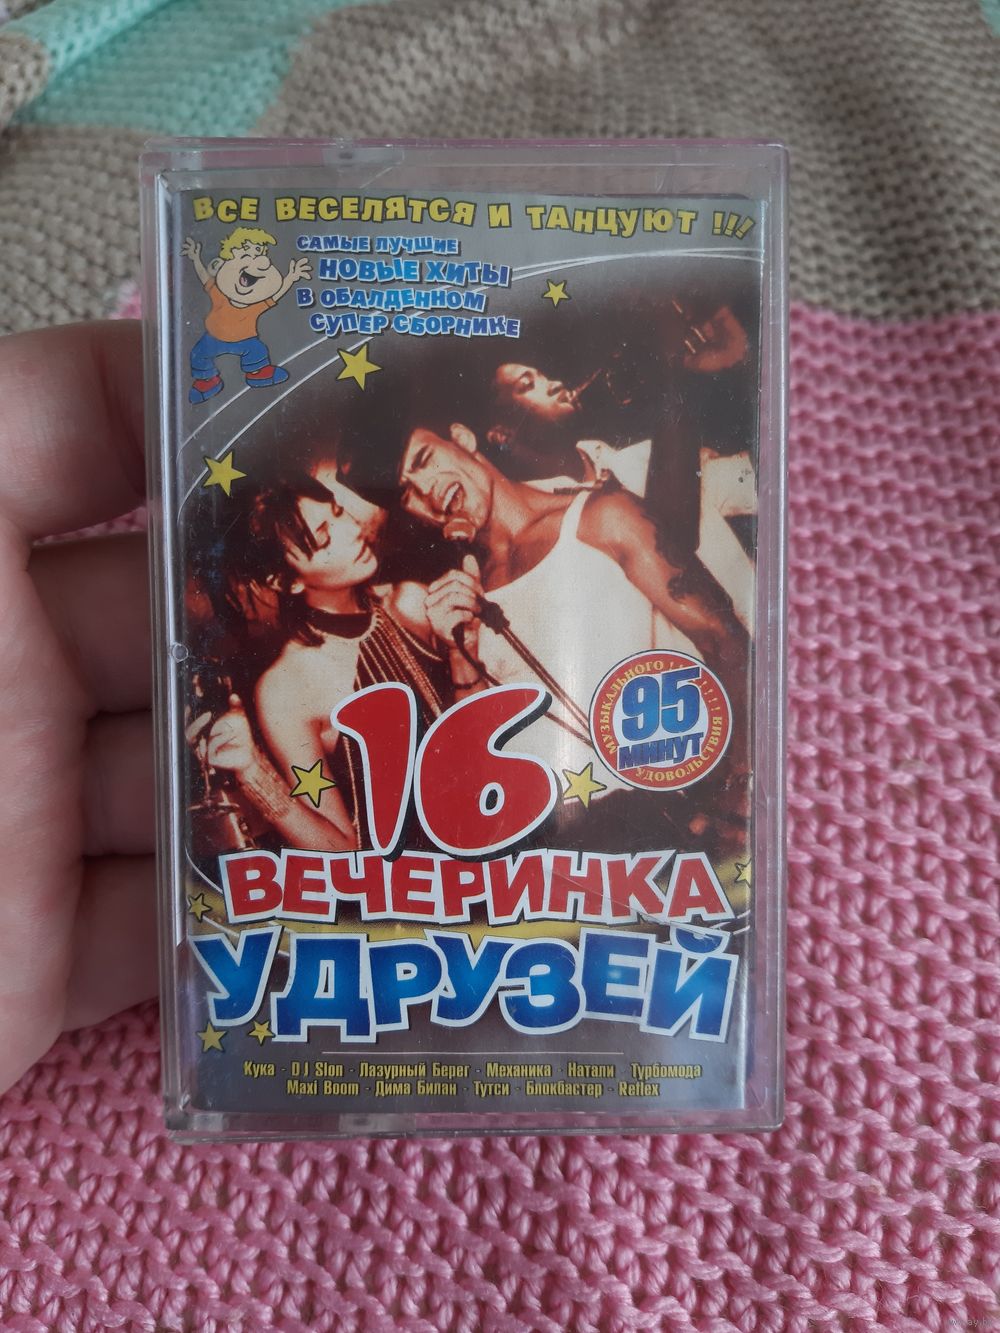 ВСЕ ВЕСЕЛЯТСЯ И ТАНЦУЮТ !!!
САМЫЕ ЛУЧШИЕ
НОВЫЕ ХИТЫ
В ОБАЛДЕННОМ
СУПЕР СБОРНИКЕ
МУЗЫКАЛЬНОГО
95
МИНУТ
УДОВОЛЬСТВИЯ !!!!!!!
16
ВЕЧЕРИНКА
У ДРУЗЕЙ
Кука - DJ Slon - Лазурный Берег - Механика - Натали - Турбомода
Maxi Boom - Дима Билан - Тутси - Блокбастер - Reflex